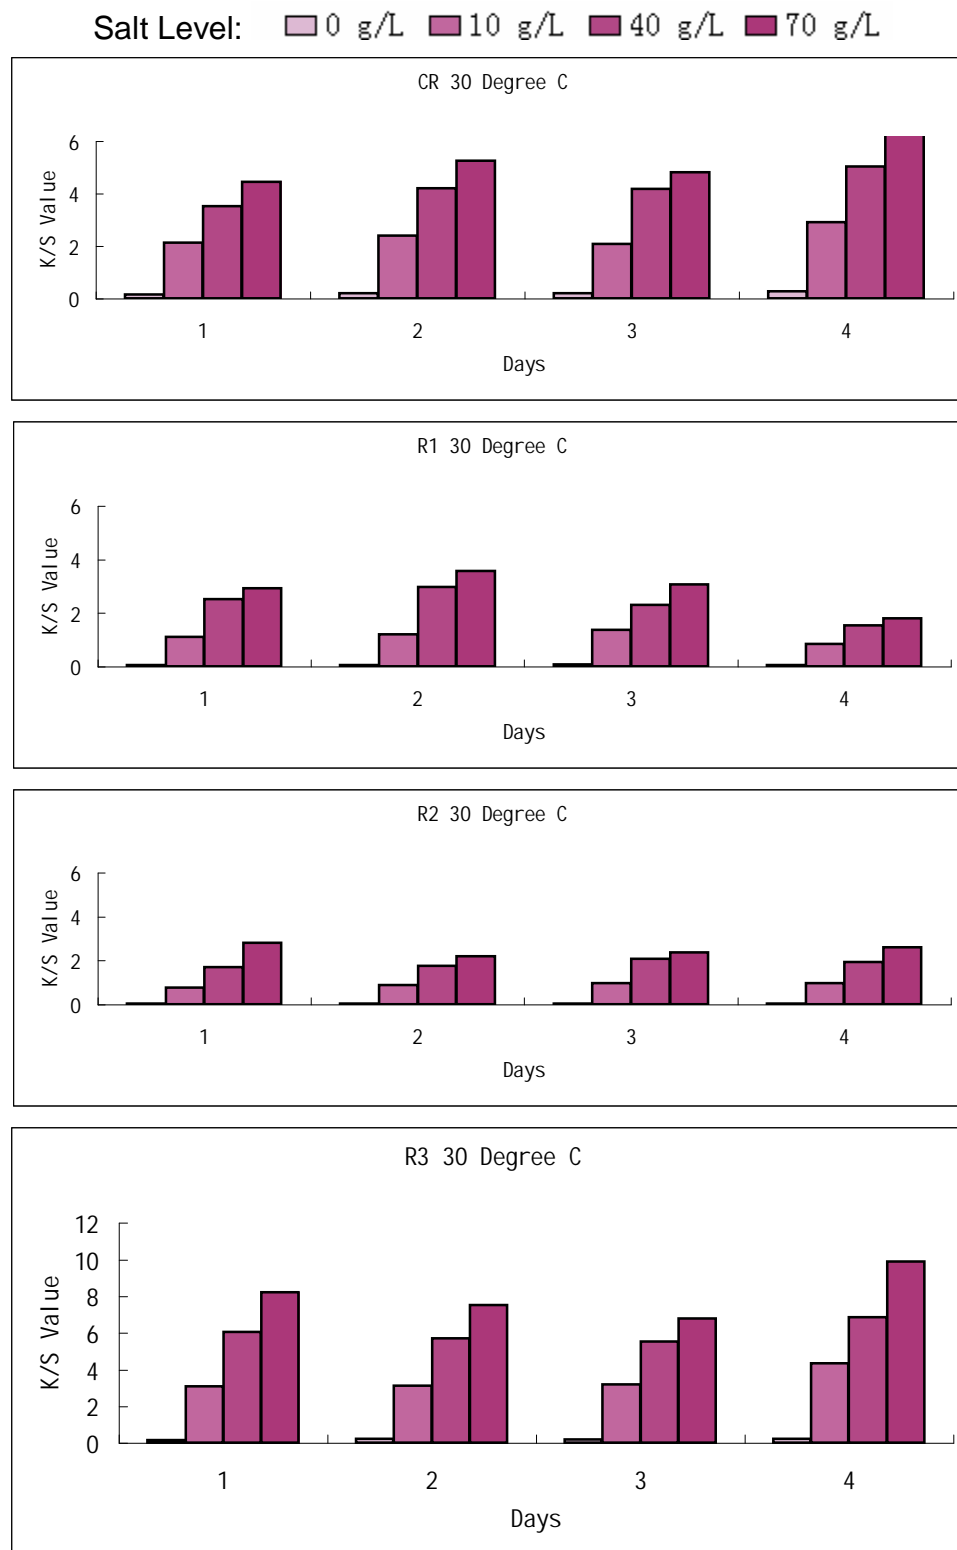 Salt Level: 0 g/L 10 g/L 40 g/L 70 g/L
CR 30 Degree C
K/S Value
6
4
2
0
1 2 3 4
Days
R1 30 Degree C
K/S Value
6
4
2
0
1 2 3 4
Days
R2 30 Degree C
K/S Value
6
4
2
0
1 2 3 4
Days
R3 30 Degree C
K/S Value
12
10
8
6
4
2
0
1 2 3 4
Days